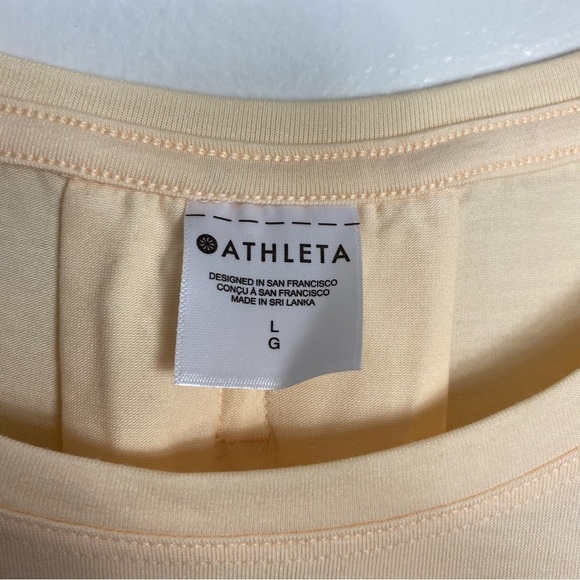 ATHLETA
DESIGNED IN SAN FRANCISCO
CONÇU À SAN FRANCISCO
MADE IN SRI LANKA
L
G